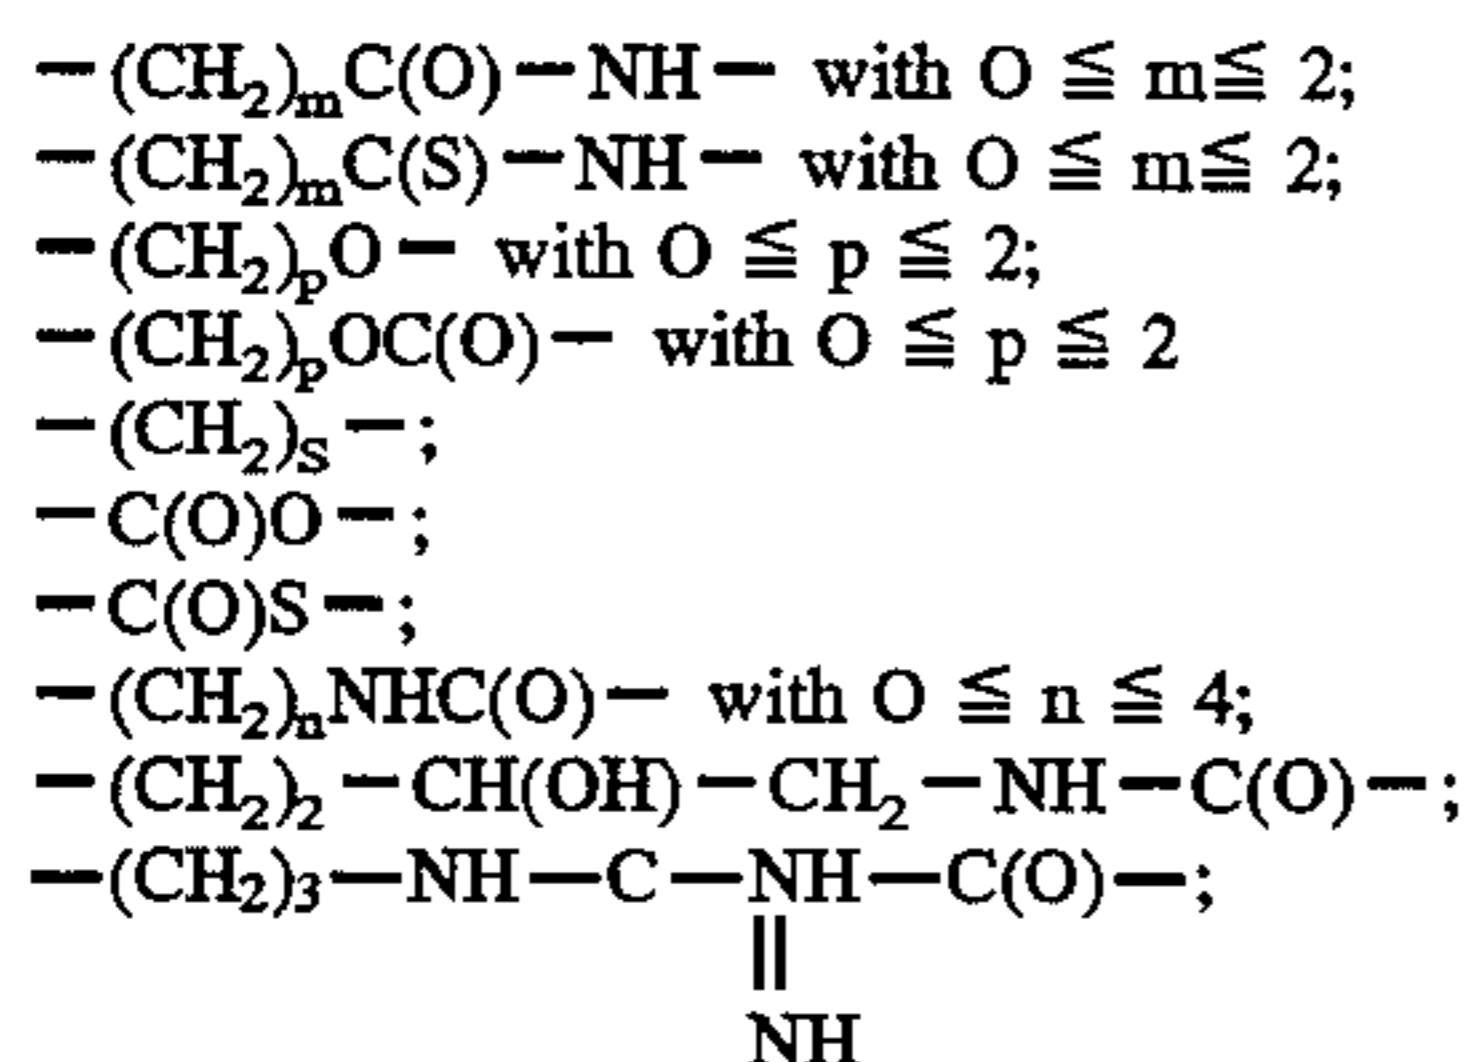 —(CH₂)ₘC(O)—NH— with O ≦ m≦ 2;
—(CH₂)ₘC(S)—NH— with O ≦ m≦ 2;
—(CH₂)ₚO— with O ≦ p ≦ 2;
—(CH₂)ₚOC(O)— with O ≦ p ≦ 2
—(CH₂)ₛ—;
—C(O)O—;
—C(O)S—;
—(CH₂)ₙNHC(O)— with O ≦ n ≦ 4;
—(CH₂)₂—CH(OH)—CH₂—NH—C(O)—;
—(CH₂)₃—NH—C—NH—C(O)—;
||
NH